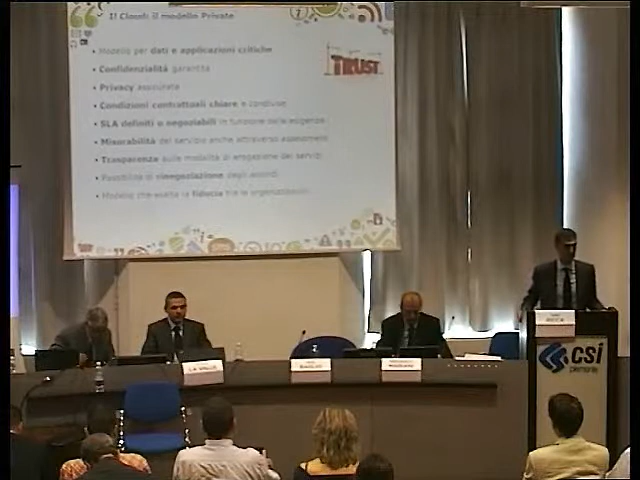 Il Cloud: il modello Private
• Modello per dati e applicazioni critiche
• Confidenzialità garantita
• Privacy assicurata
• Condizioni contrattuali chiare e condivise
• SLA definiti o negoziabili in funzione delle esigenze
• Misurabilità del servizio anche attraverso assessment
• Trasparenza sulle modalità di erogazione dei servizi
• Possibilità di rinegoziazione degli accordi
• Modello che esalta la fiducia tra le organizzazioni
TRUST
LA VALLE
csi
piemonte